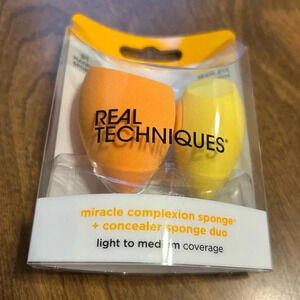 REAL
TECHNIQUES®
miracle complexion sponge®
+ concealer sponge duo
light to medium coverage